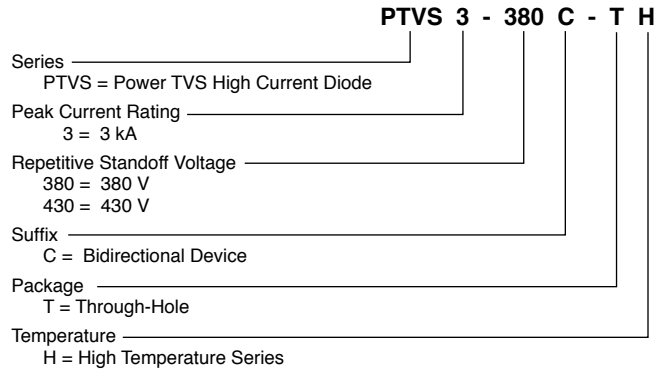 PTVS 3 - 380 C - T H
Series
PTVS = Power TVS High Current Diode
Peak Current Rating
3 = 3 kA
Repetitive Standoff Voltage
380 = 380 V
430 = 430 V
Suffix
C = Bidirectional Device
Package
T = Through-Hole
Temperature
H = High Temperature Series